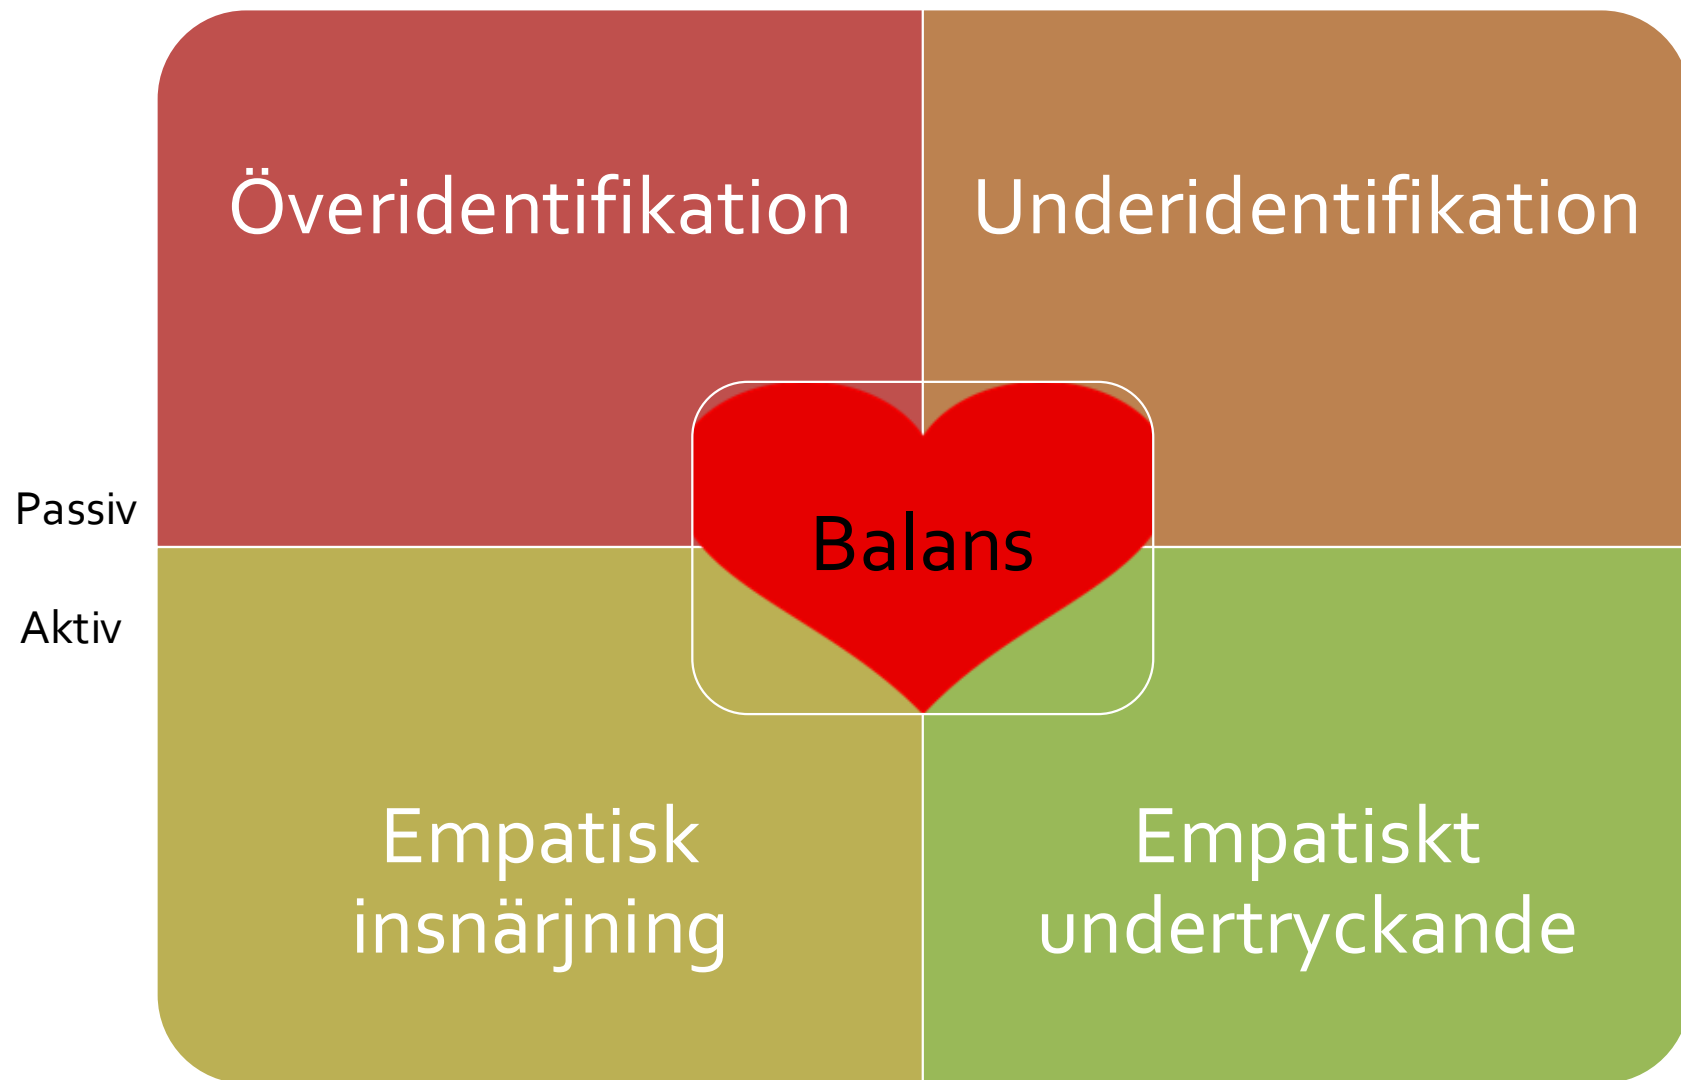 Överidentifikation
Underidentifikation
Passiv
Balans
Aktiv
Empatisk
insnärjning
Empatiskt
undertryckande